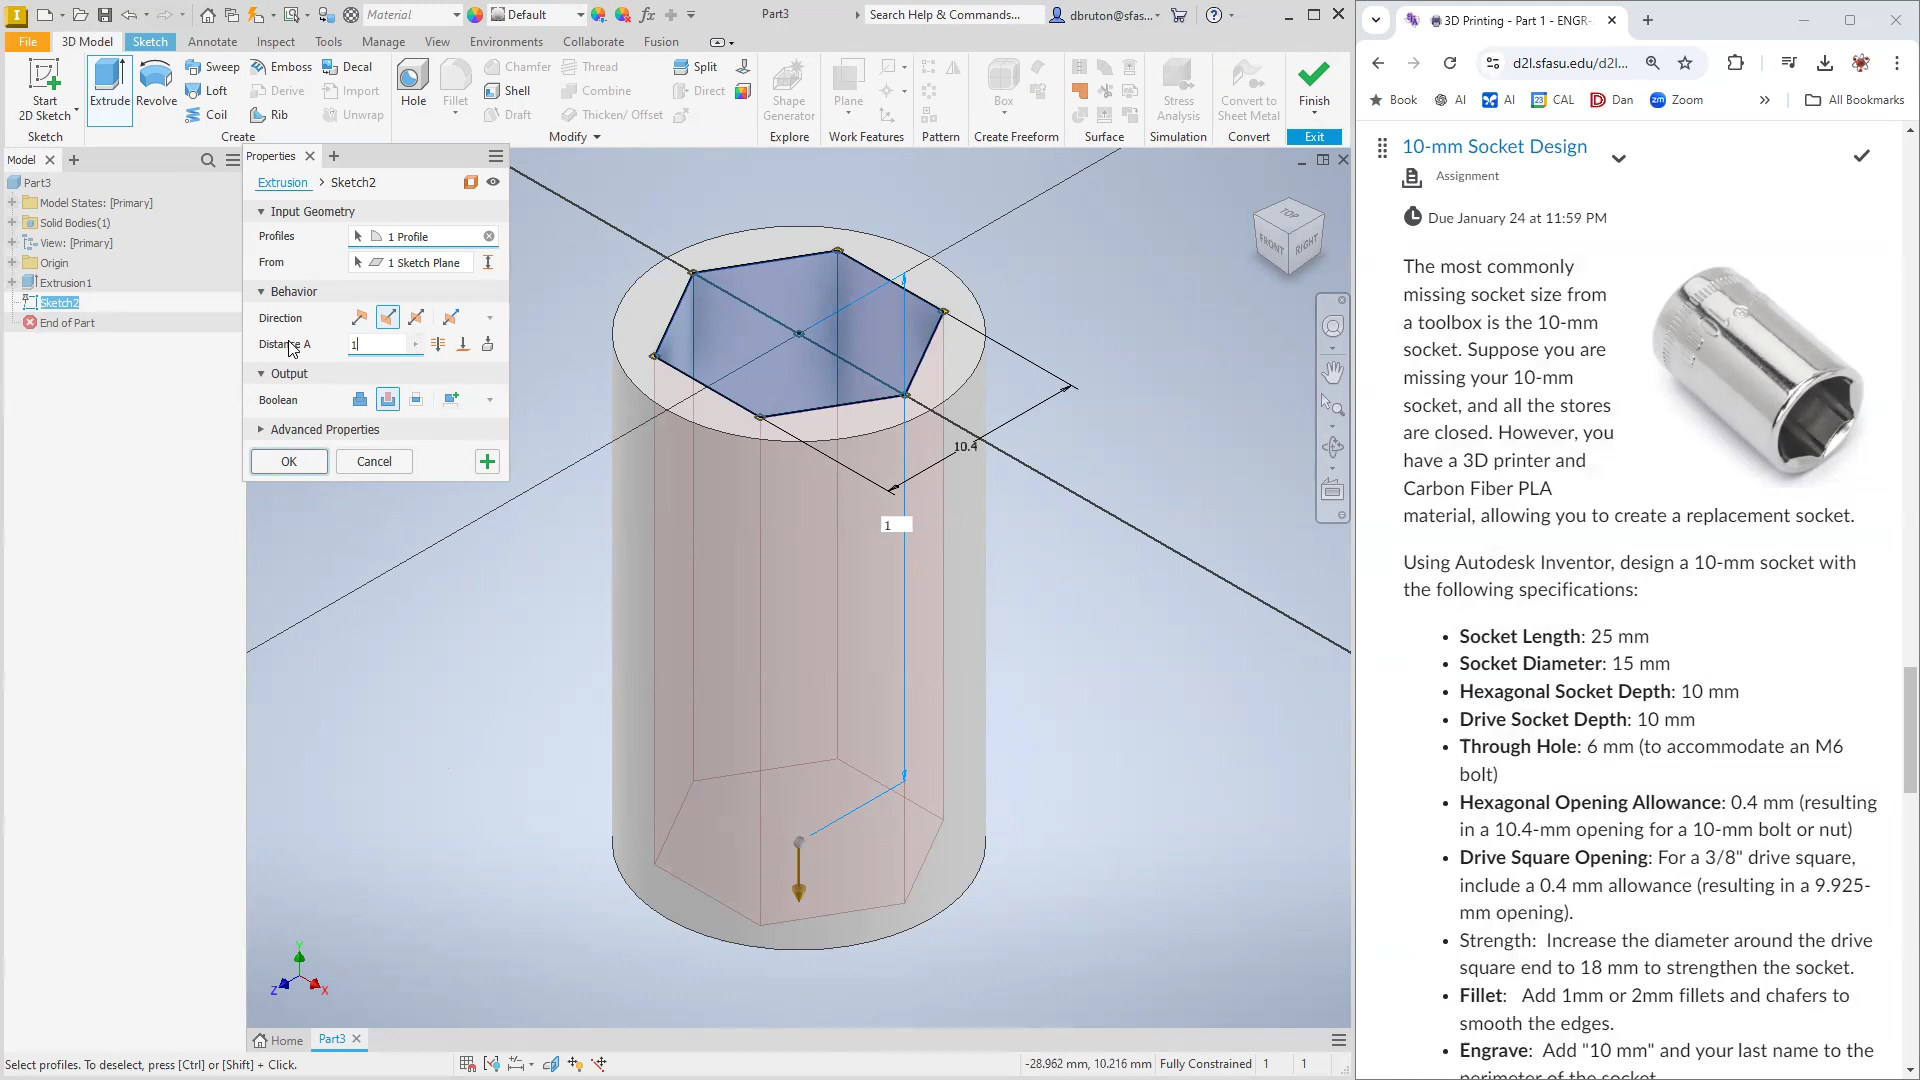 Material
Default
Part3
Search Help & Commands...
dbruton@sfas...
File
3D Model
Sketch
Annotate
Inspect
Tools
Manage
View
Environments
Collaborate
Fusion
Start
2D Sketch
Extrude
Revolve
Sweep
Emboss
Decal
Loft
Derive
Import
Coil
Rib
Unwrap
Hole
Fillet
Chamfer
Thread
Shell
Combine
Draft
Thicken/ Offset
Split
Direct
Shape
Generator
Plane
Box
Stress
Analysis
Convert to
Sheet Metal
Finish
Sketch
Create
Modify
Explore
Work Features
Pattern
Create Freeform
Surface
Simulation
Convert
Exit
Model
Part3
Model States: [Primary]
Solid Bodies(1)
View: [Primary]
Origin
Extrusion1
Sketch2
End of Part
Properties
Extrusion > Sketch2
Input Geometry
Profiles
1 Profile
From
1 Sketch Plane
Behavior
Direction
Distance A
1
Output
Boolean
Advanced Properties
OK
Cancel
TOP
FRONT
RIGHT
10.4
1
Y
Z
X
Home
Part3
Select profiles. To deselect, press [Ctrl] or [Shift] + Click.
-28.962 mm, 10.216 mm
Fully Constrained
1
1
3D Printing - Part 1 - ENGR-
d2l.sfasu.edu/d2l...
Book
AI
AI
CAL
Dan
Zoom
All Bookmarks
10-mm Socket Design
Assignment
Due January 24 at 11:59 PM
The most commonly
missing socket size from
a toolbox is the 10-mm
socket. Suppose you are
missing your 10-mm
socket, and all the stores
are closed. However, you
have a 3D printer and
Carbon Fiber PLA
material, allowing you to create a replacement socket.
Using Autodesk Inventor, design a 10-mm socket with
the following specifications:
• Socket Length: 25 mm
• Socket Diameter: 15 mm
• Hexagonal Socket Depth: 10 mm
• Drive Socket Depth: 10 mm
• Through Hole: 6 mm (to accommodate an M6
bolt)
• Hexagonal Opening Allowance: 0.4 mm (resulting
in a 10.4-mm opening for a 10-mm bolt or nut)
• Drive Square Opening: For a 3/8" drive square,
include a 0.4 mm allowance (resulting in a 9.925-
mm opening).
• Strength: Increase the diameter around the drive
square end to 18 mm to strengthen the socket.
• Fillet: Add 1mm or 2mm fillets and chafers to
smooth the edges.
• Engrave: Add "10 mm" and your last name to the
perimeter of the socket